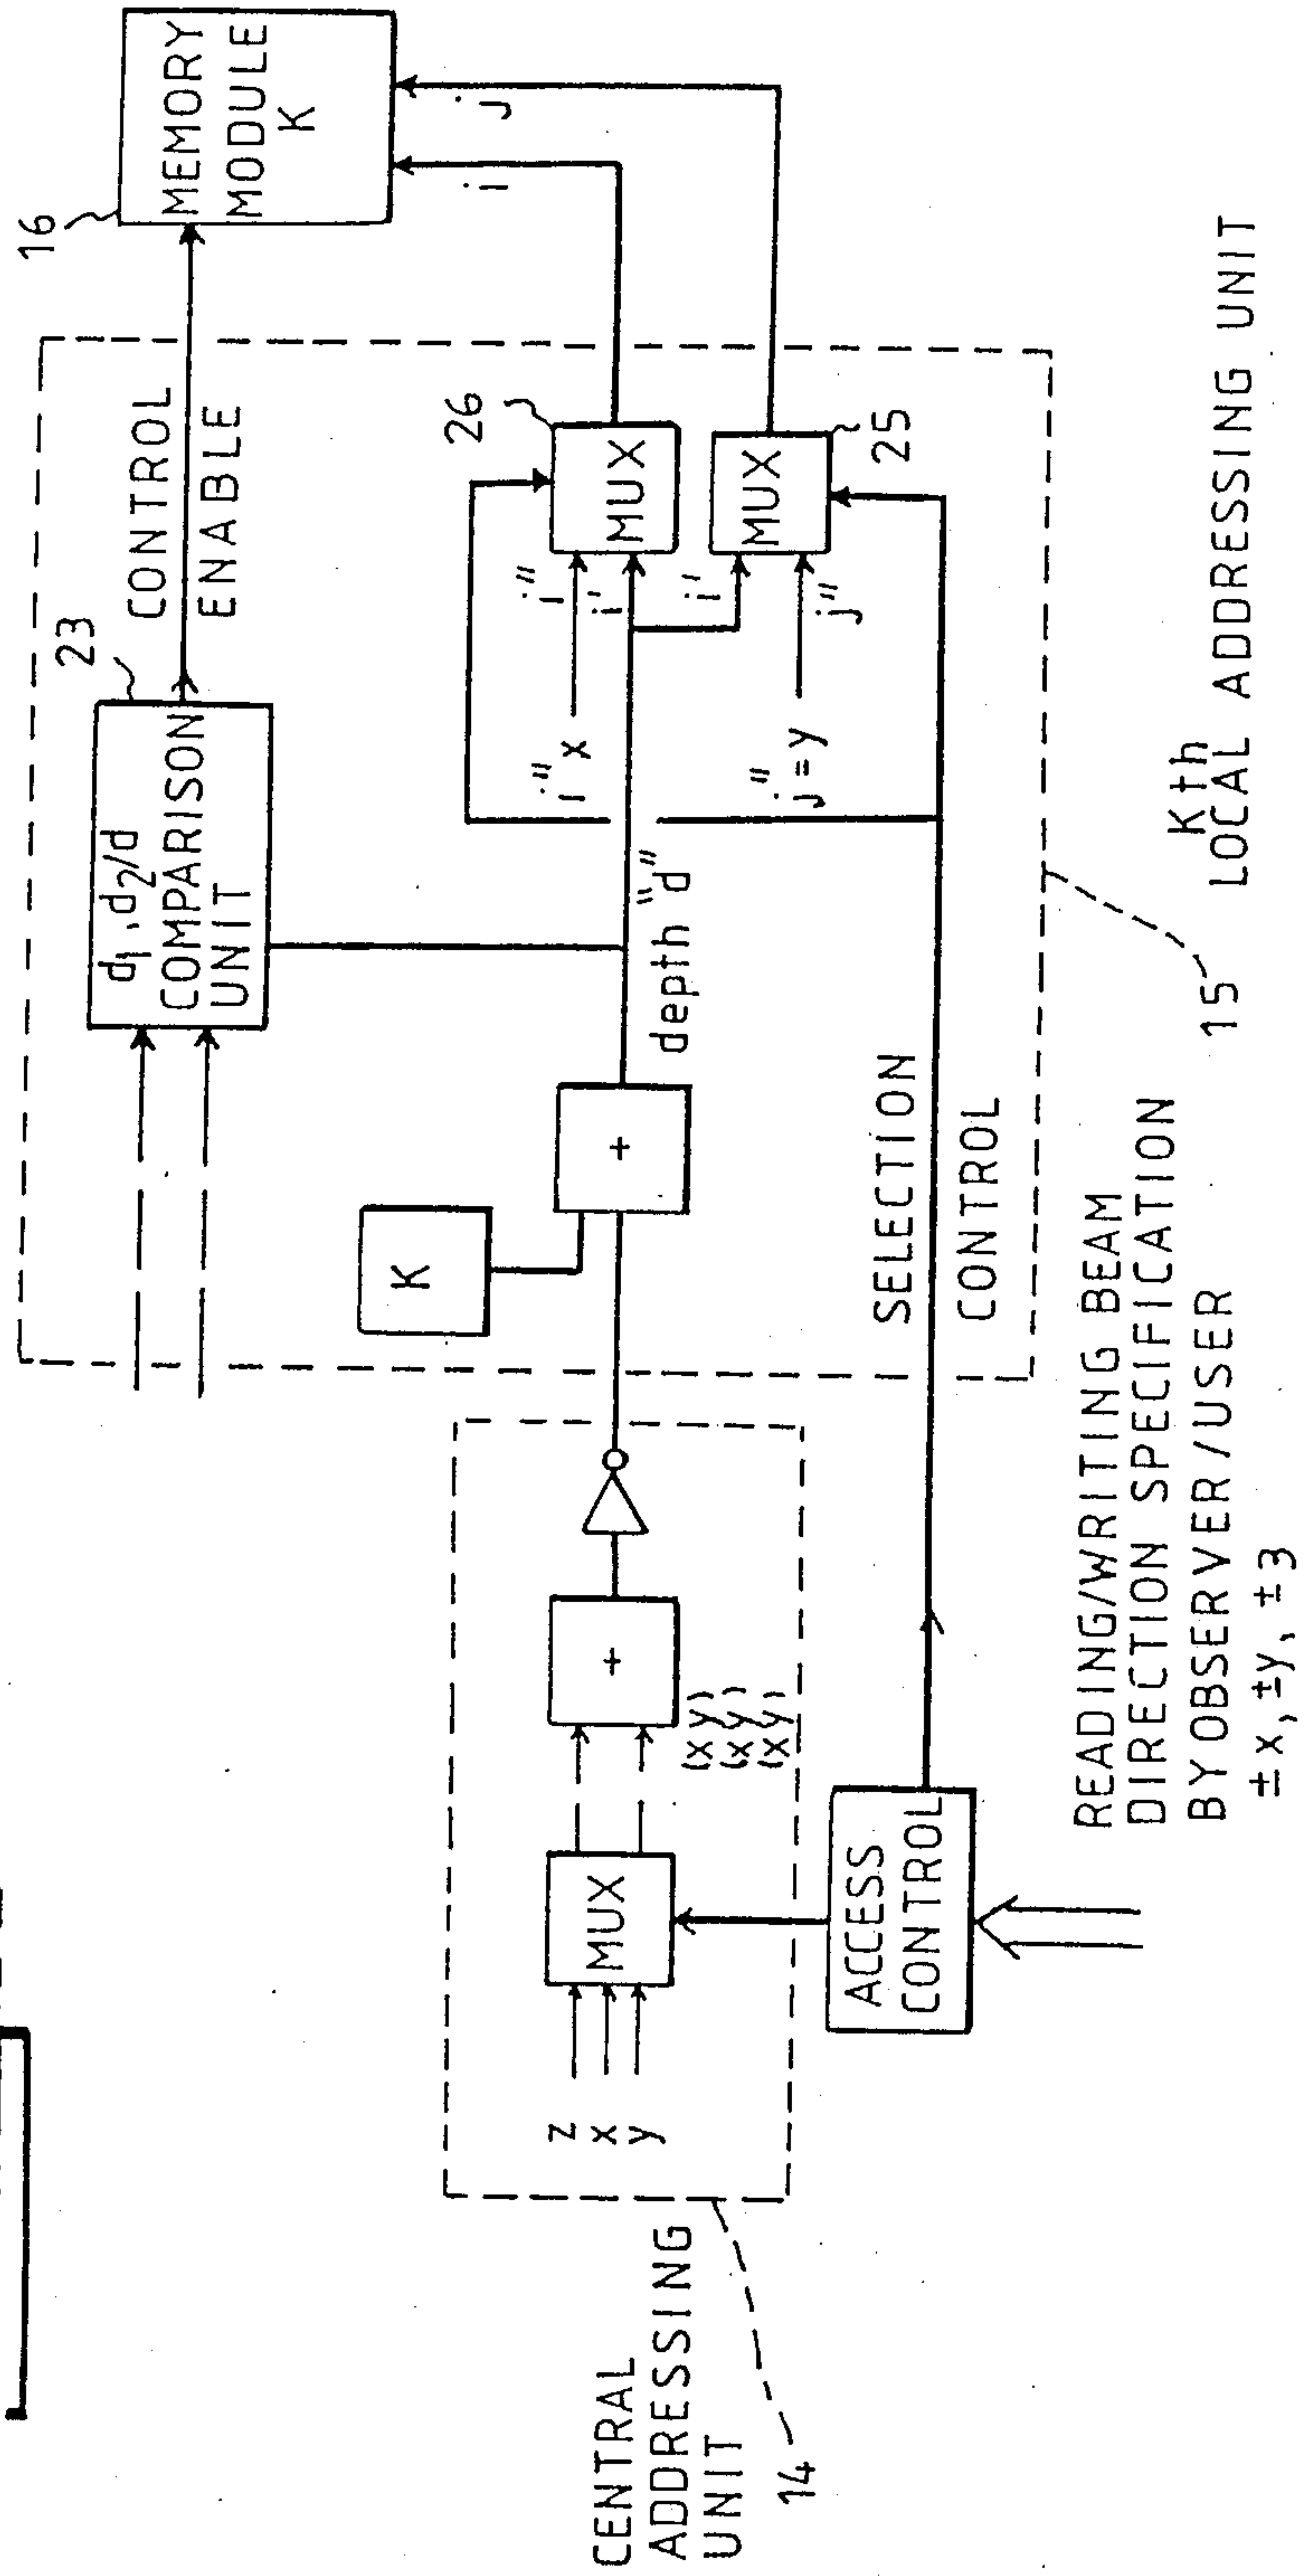 16
MEMORY
MODULE
K
i
j
CONTROL
ENABLE
23
d1, d2/d
COMPARISON
UNIT
26
MUX
i"
i'
i" x
MUX
25
i'
j"
j"=y
depth "d"
+
K
SELECTION
CONTROL
Kth
LOCAL ADDRESSING UNIT
15
+
(xy)
(xy)
(xy)
MUX
z
x
y
ACCESS
CONTROL
READING/WRITING BEAM
DIRECTION SPECIFICATION
BY OBSERVER/USER
±x, ±y, ±3
CENTRAL
ADDRESSING
UNIT
14